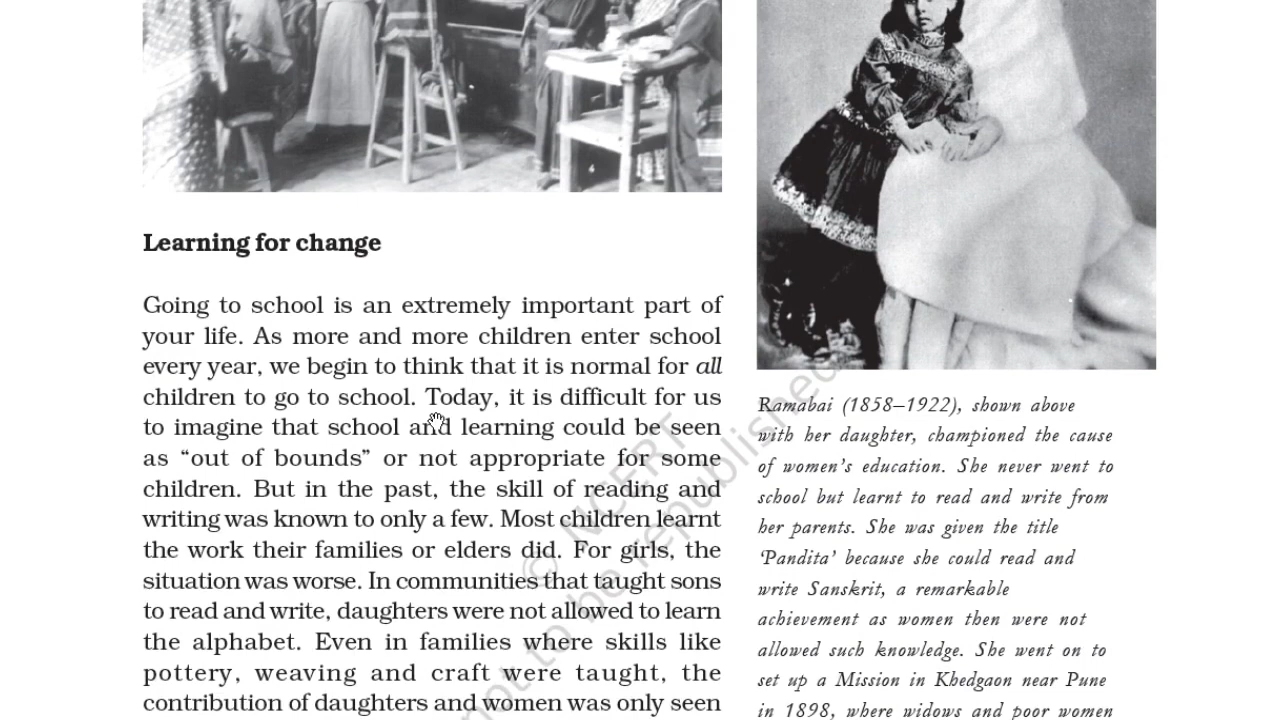 Learning for change
Going to school is an extremely important part of
your life. As more and more children enter school
every year, we begin to think that it is normal for all
children to go to school. Today, it is difficult for us
to imagine that school and learning could be seen
as “out of bounds” or not appropriate for some
children. But in the past, the skill of reading and
writing was known to only a few. Most children learnt
the work their families or elders did. For girls, the
situation was worse. In communities that taught sons
to read and write, daughters were not allowed to learn
the alphabet. Even in families where skills like
pottery, weaving and craft were taught, the
contribution of daughters and women was only seen
Ramabai (1858–1922), shown above
with her daughter, championed the cause
of women’s education. She never went to
school but learnt to read and write from
her parents. She was given the title
‘Pandita’ because she could read and
write Sanskrit, a remarkable
achievement as women then were not
allowed such knowledge. She went on to
set up a Mission in Khedgaon near Pune
in 1898, where widows and poor women
© NCERT
not to be republished